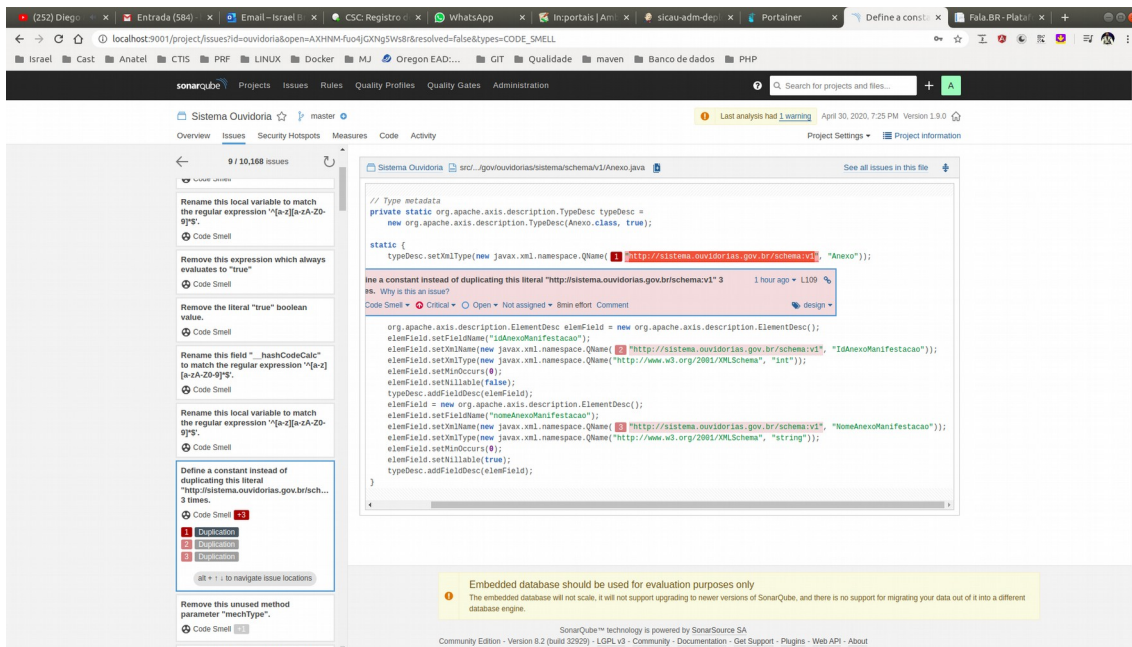 (252) Diego
Entrada (584) -
Email – Israel B
CSC: Registro d
WhatsApp
In:portais | Am
sicau-adm-depl
Portainer
Define a consta
Fala.BR - Plataf
localhost:9001/project/issues?id=ouvidoria&open=AXHNM-fuo4jGXNg5Ws8r&resolved=false&types=CODE_SMELL
Israel Cast Anatel CTIS PRF LINUX Docker MJ Oregon EAD:... GIT Qualidade maven Banco de dados PHP
sonarqube Projects Issues Rules Quality Profiles Quality Gates Administration
Search for projects and files...
A
Sistema Ouvidoria master
Last analysis had 1 warning April 30, 2020, 7:25 PM Version 1.9.0
Overview Issues Security Hotspots Measures Code Activity
Project Settings Project information
9 / 10,168 issues
Code Smell
Rename this local variable to match
the regular expression '^[a-z][a-zA-Z0-
9]*$'.
Code Smell
Remove this expression which always
evaluates to "true"
Code Smell
Remove the literal "true" boolean
value.
Code Smell
Rename this field "__hashCodeCalc"
to match the regular expression '^[a-z]
[a-zA-Z0-9]*$'.
Code Smell
Rename this local variable to match
the regular expression '^[a-z][a-zA-Z0-
9]*$'.
Code Smell
Define a constant instead of
duplicating this literal
"http://sistema.ouvidorias.gov.br/sch...
3 times.
Code Smell +3
1 Duplication
2 Duplication
3 Duplication
alt + ↑ ↓ to navigate issue locations
Remove this unused method
parameter "mechType".
Code Smell +1
Sistema Ouvidoria src/.../gov/ouvidorias/sistema/schema/v1/Anexo.java
See all issues in this file
// Type metadata
private static org.apache.axis.description.TypeDesc typeDesc =
new org.apache.axis.description.TypeDesc(Anexo.class, true);
static {
typeDesc.setXmlType(new javax.xml.namespace.QName( 1 "http://sistema.ouvidorias.gov.br/schema:v1", "Anexo"));
ine a constant instead of duplicating this literal "http://sistema.ouvidorias.gov.br/schema:v1" 3
1 hour ago L109
es. Why is this an issue?
Code Smell Critical Open Not assigned 8min effort Comment
design
org.apache.axis.description.ElementDesc elemField = new org.apache.axis.description.ElementDesc();
elemField.setFieldName("idAnexoManifestacao");
elemField.setXmlName(new javax.xml.namespace.QName( 2 "http://sistema.ouvidorias.gov.br/schema:v1", "IdAnexoManifestacao"));
elemField.setXmlType(new javax.xml.namespace.QName("http://www.w3.org/2001/XMLSchema", "int"));
elemField.setMinOccurs(0);
elemField.setNillable(false);
typeDesc.addFieldDesc(elemField);
elemField = new org.apache.axis.description.ElementDesc();
elemField.setFieldName("nomeAnexoManifestacao");
elemField.setXmlName(new javax.xml.namespace.QName( 3 "http://sistema.ouvidorias.gov.br/schema:v1", "NomeAnexoManifestacao"));
elemField.setXmlType(new javax.xml.namespace.QName("http://www.w3.org/2001/XMLSchema", "string"));
elemField.setMinOccurs(0);
elemField.setNillable(true);
typeDesc.addFieldDesc(elemField);
}
Embedded database should be used for evaluation purposes only
The embedded database will not scale, it will not support upgrading to newer versions of SonarQube, and there is no support for migrating your data out of it into a different
database engine.
SonarQube™ technology is powered by SonarSource SA
Community Edition - Version 8.2 (build 32929) - LGPL v3 - Community - Documentation - Get Support - Plugins - Web API - About